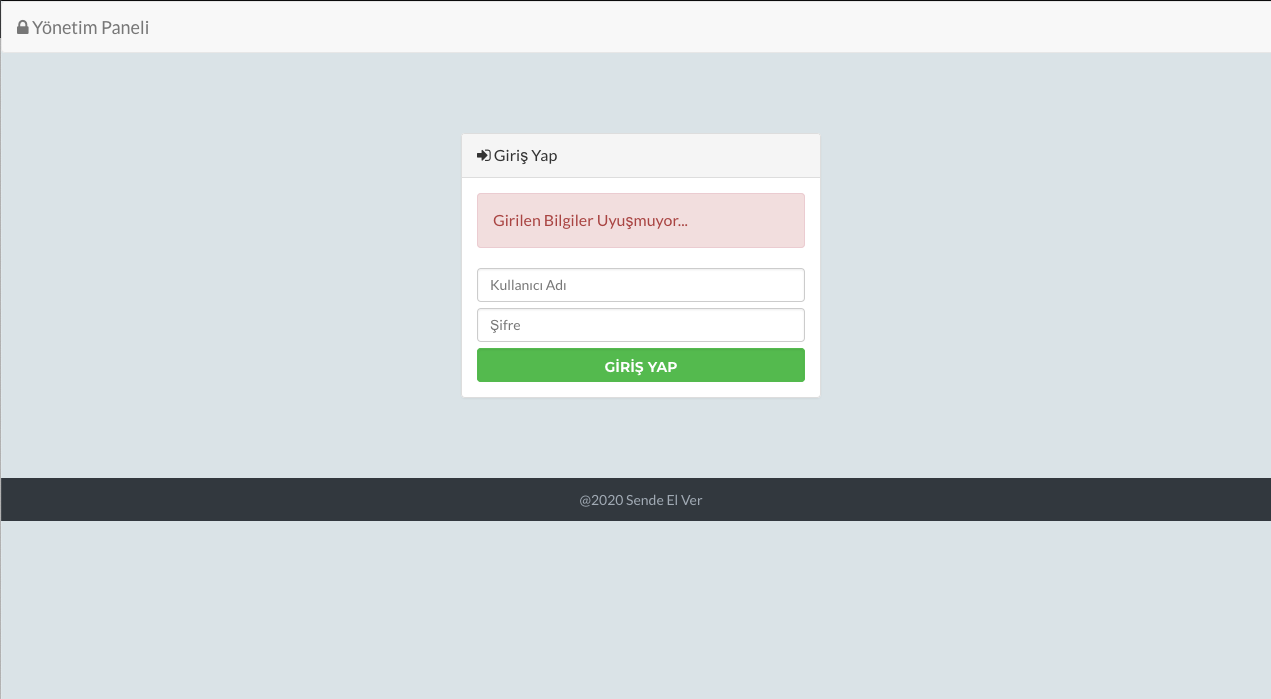 Yönetim Paneli
Giriş Yap
Girilen Bilgiler Uyuşmuyor...
Kullanıcı Adı
Şifre
GİRİŞ YAP
@2020 Sende El Ver